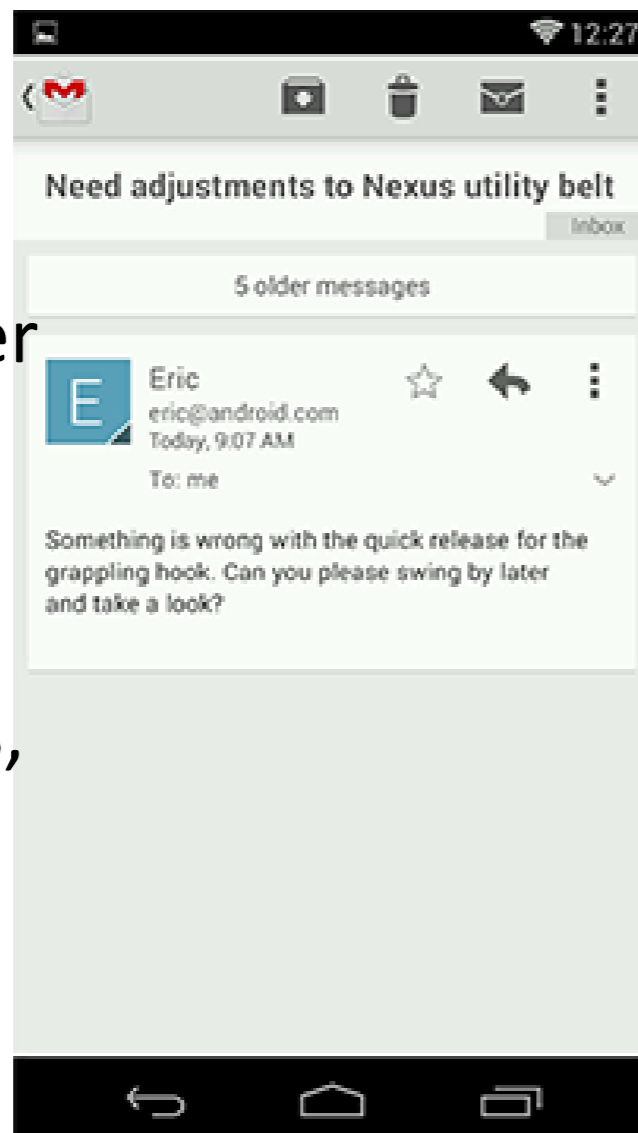 12:27
Need adjustments to Nexus utility belt
Inbox
5 older messages
er
E
Eric
eric@android.com
Today, 9:07 AM
To: me
Something is wrong with the quick release for the
grappling hook. Can you please swing by later
and take a look?
,